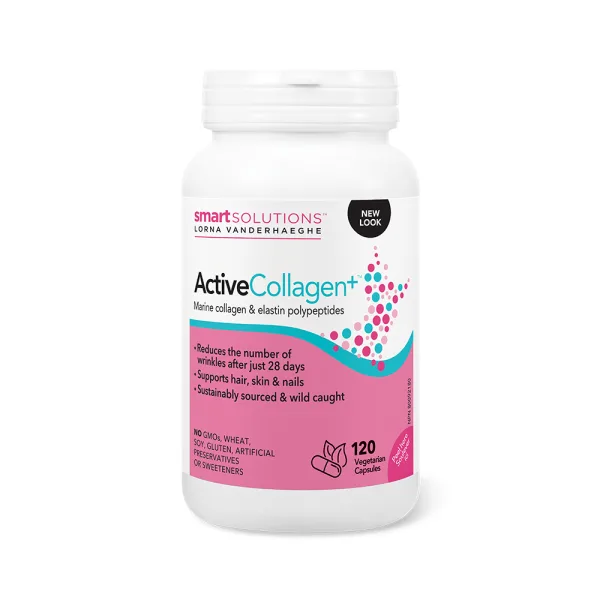 smartSOLUTIONS™
LORNA VANDERHAEGHE
NEW
LOOK
ActiveCollagen+™
Marine collagen & elastin polypeptides
•Reduces the number of
wrinkles after just 28 days
•Supports hair, skin & nails
•Sustainably sourced & wild caught
NO GMOs, WHEAT,
SOY, GLUTEN, ARTIFICIAL
PRESERVATIVES
OR SWEETENERS
120
Vegetarian
Capsules